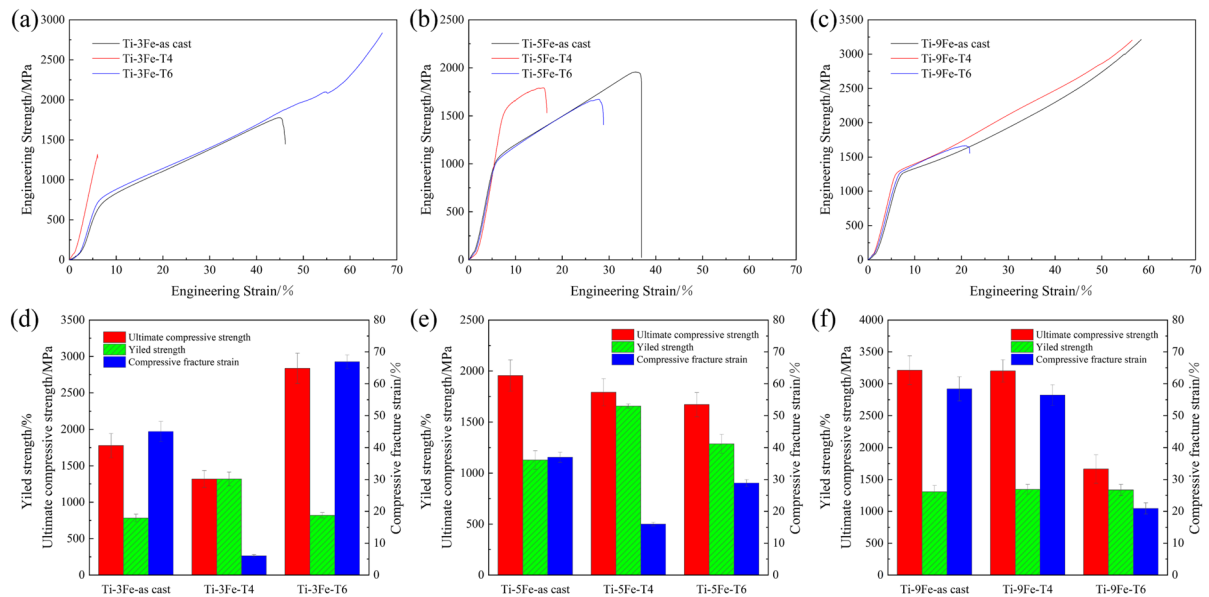 (a)
Engineering Strength/MPa
3000
2500
2000
1500
1000
500
0
Ti-3Fe-as cast
Ti-3Fe-T4
Ti-3Fe-T6
0 10 20 30 40 50 60 70
Engineering Strain/%
(b)
Engineering Strength/MPa
2500
2000
1500
1000
500
0
Ti-5Fe-as cast
Ti-5Fe-T4
Ti-5Fe-T6
0 10 20 30 40 50 60 70
Engineering Strain/%
(c)
Engineering Strength/MPa
3500
3000
2500
2000
1500
1000
500
0
Ti-9Fe-as cast
Ti-9Fe-T4
Ti-9Fe-T6
0 10 20 30 40 50 60 70
Engineering Strain/%
(d)
Yiled strength/%
Ultimate compressive strength/MPa
3500
3000
2500
2000
1500
1000
500
0
Ultimate compressive strength
Yiled strength
Compressive fracture strain
80
70
60
50
40
30
20
10
0
Compressive fracture strain/%
Ti-3Fe-as cast Ti-3Fe-T4 Ti-3Fe-T6
(e)
Yiled strength/%
Ultimate compressive strength/MPa
2500
2000
1500
1000
500
0
Ultimate compressive strength
Yiled strength
Compressive fracture strain
80
70
60
50
40
30
20
10
0
Compressive fracture strain/%
Ti-5Fe-as cast Ti-5Fe-T4 Ti-5Fe-T6
(f)
Yiled strength/%
Ultimate compressive strength/MPa
4000
3500
3000
2500
2000
1500
1000
500
0
Ultimate compressive strength
Yiled strength
Compressive fracture strain
80
70
60
50
40
30
20
10
0
Compressive fracture strain/%
Ti-9Fe-as cast Ti-9Fe-T4 Ti-9Fe-T6